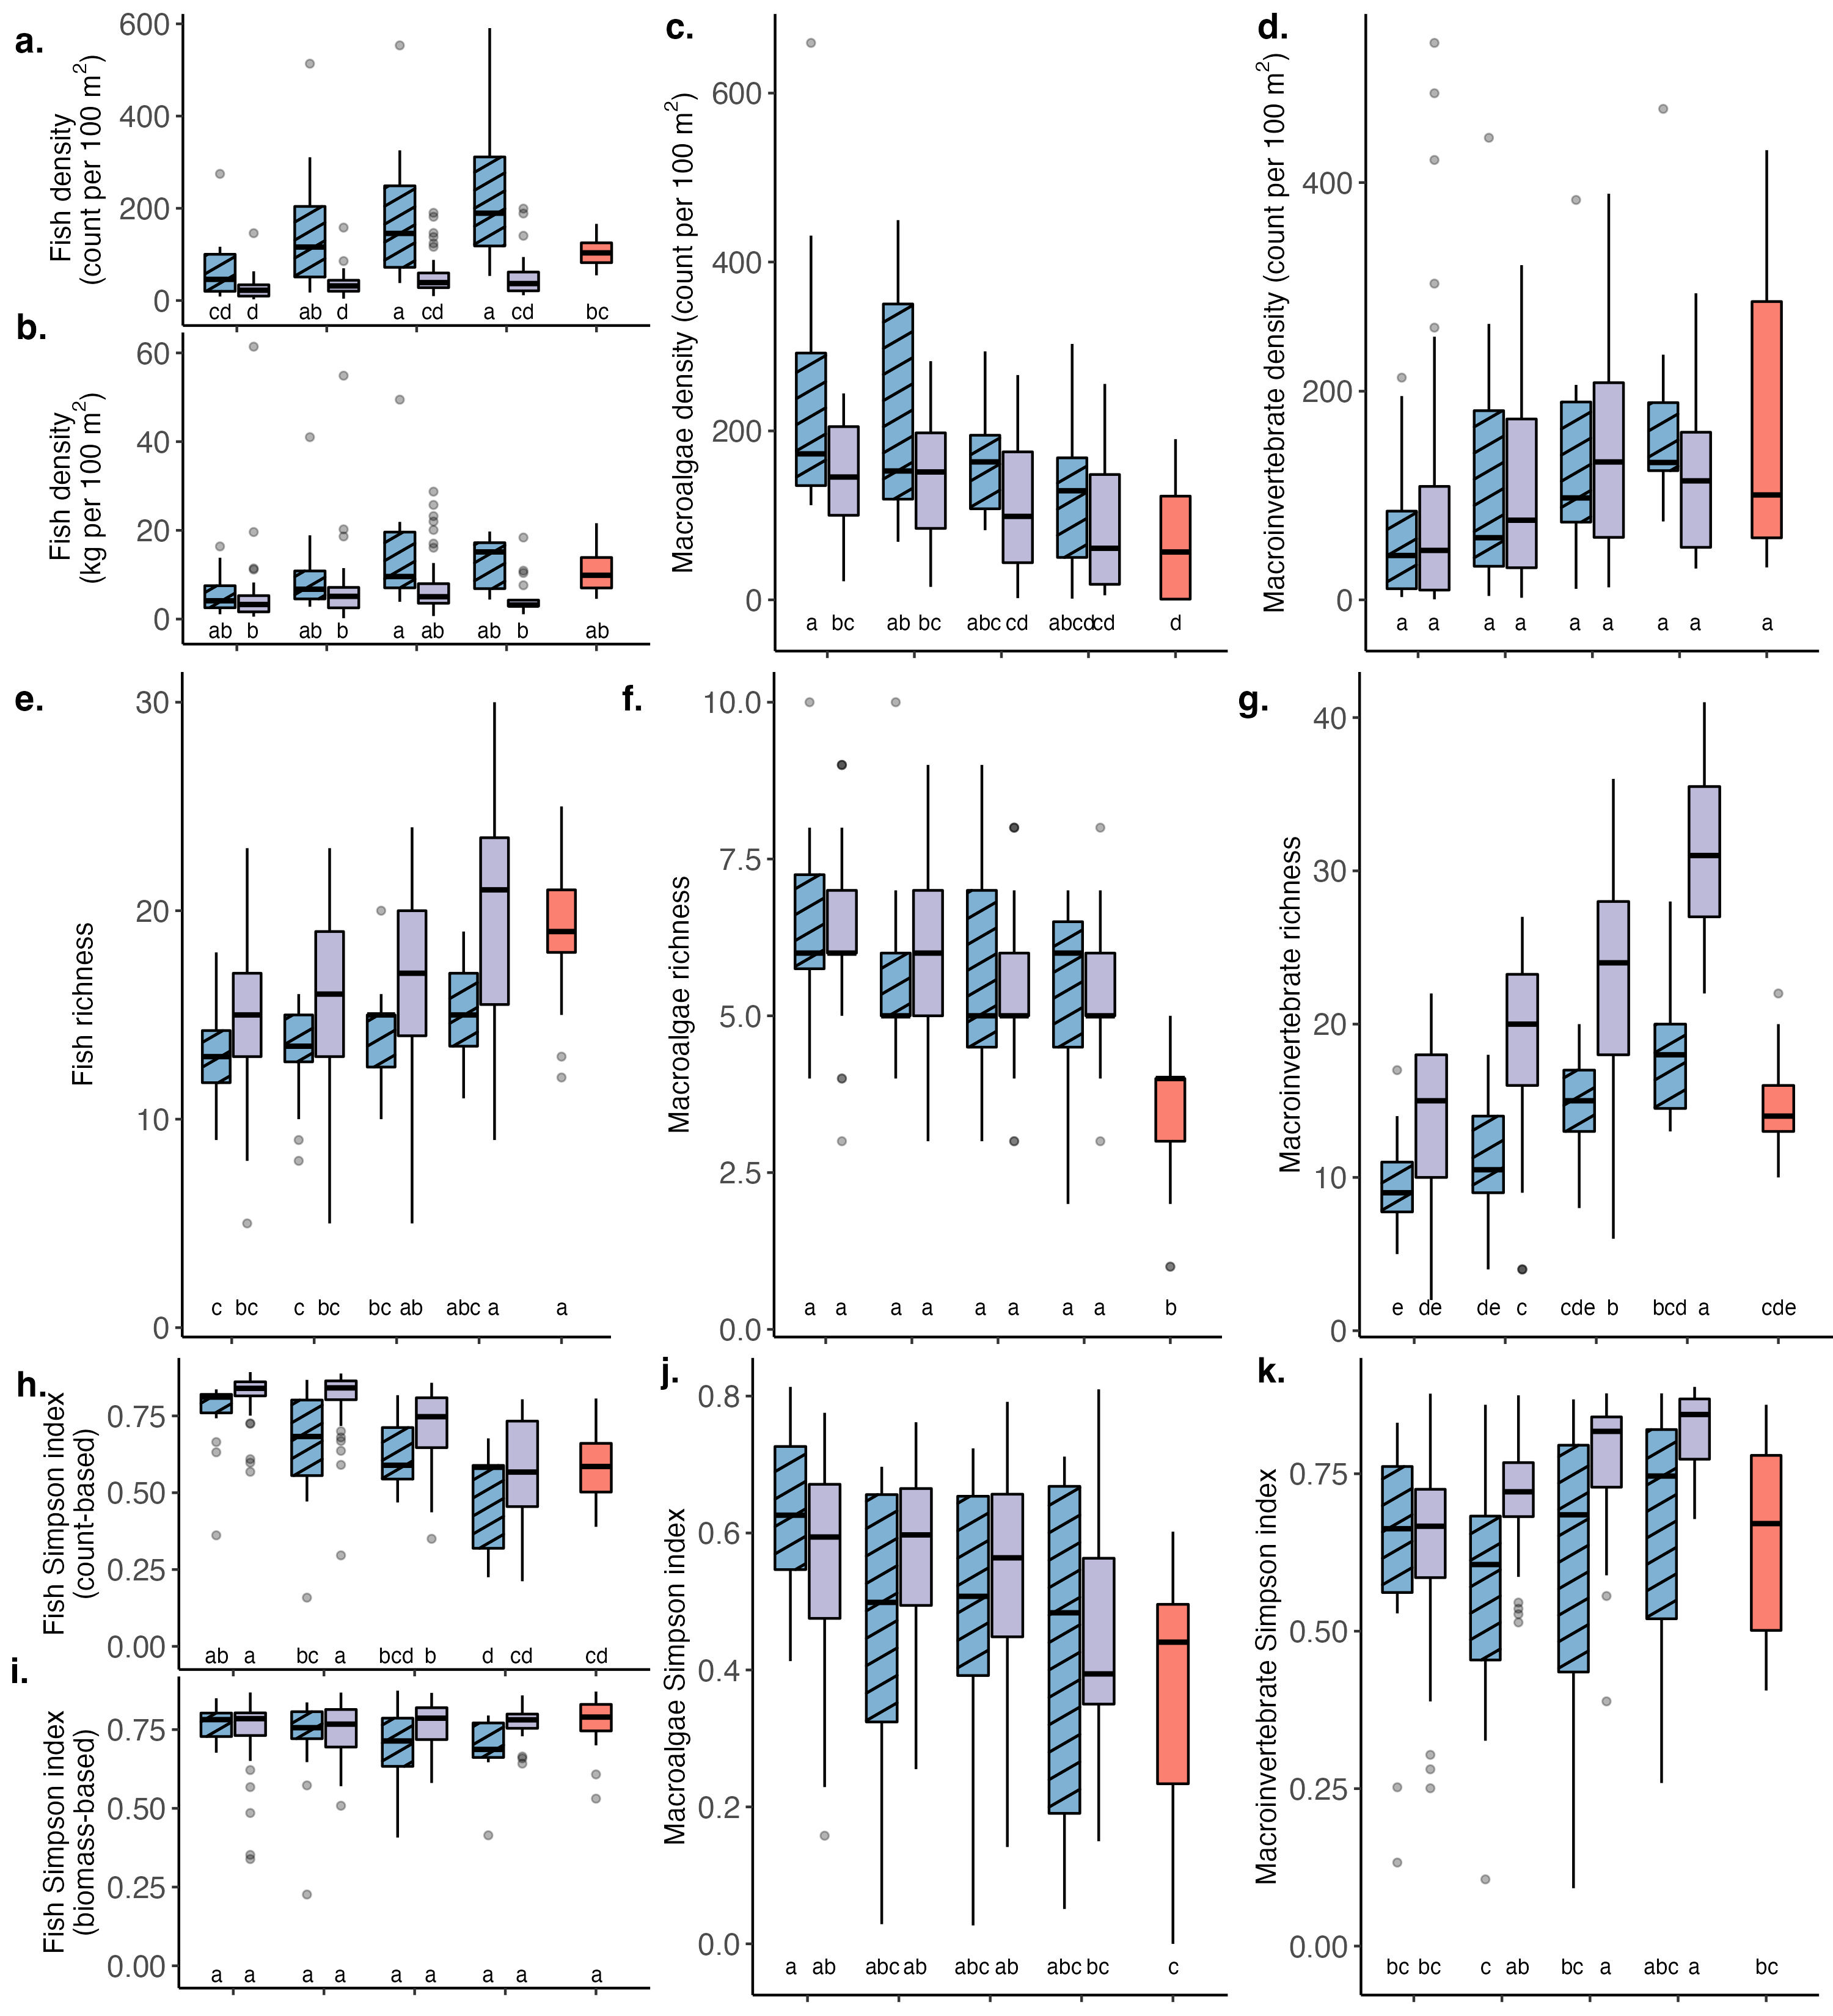 a.
Fish density
(count per 100 m²)
600
400
200
0
cd d ab d a cd a cd bc
b.
Fish density
(kg per 100 m²)
60
40
20
0
ab b ab b a ab ab b ab
c.
Macroalgae density (count per 100 m²)
600
400
200
0
a bc ab bc abc cd abcd cd d
d.
Macroinvertebrate density (count per 100 m²)
400
200
0
a a a a a a a a a
e.
Fish richness
30
20
10
0
c bc c bc bc ab abc a a
f.
Macroalgae richness
10.0
7.5
5.0
2.5
0.0
a a a a a a a a b
g.
Macroinvertebrate richness
40
30
20
10
0
e de de c cde b bcd a cde
h.
Fish Simpson index
(count-based)
0.75
0.50
0.25
0.00
ab a bc a bcd b d cd cd
i.
Fish Simpson index
(biomass-based)
0.75
0.50
0.25
0.00
a a a a a a a a a
j.
Macroalgae Simpson index
0.8
0.6
0.4
0.2
0.0
a ab abc ab abc ab abc bc c
k.
Macroinvertebrate Simpson index
0.75
0.50
0.25
0.00
bc bc c ab bc a abc a bc